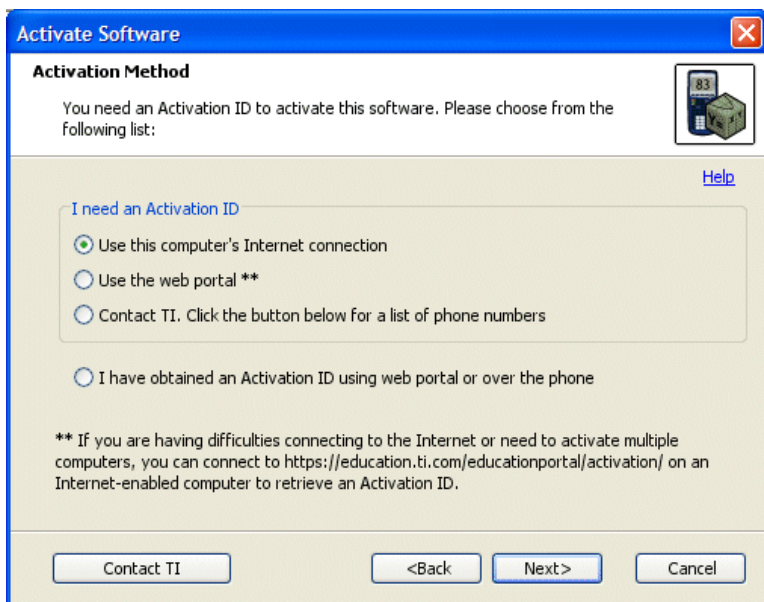 Activate Software
Activation Method
You need an Activation ID to activate this software. Please choose from the
following list:
83
Y=
Help
I need an Activation ID
Use this computer's Internet connection
Use the web portal **
Contact TI. Click the button below for a list of phone numbers
I have obtained an Activation ID using web portal or over the phone
** If you are having difficulties connecting to the Internet or need to activate multiple
computers, you can connect to https://education.ti.com/educationportal/activation/ on an
Internet-enabled computer to retrieve an Activation ID.
Contact TI
<Back
Next>
Cancel